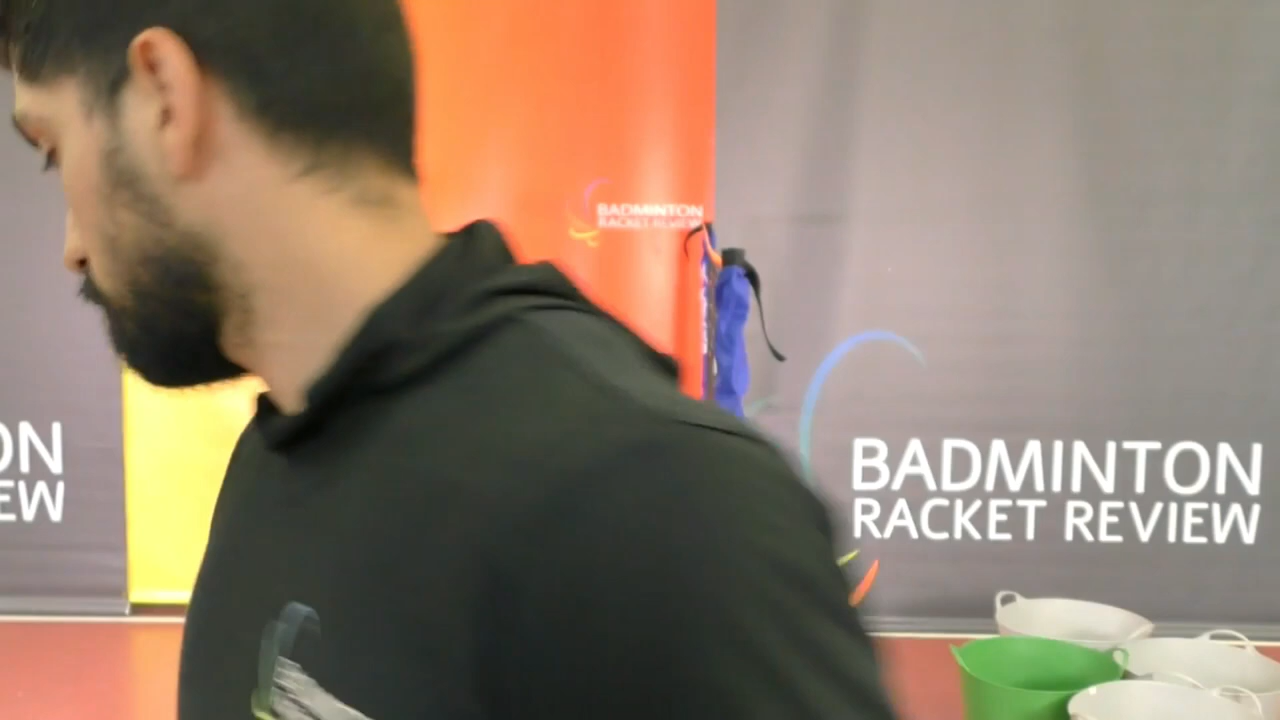 BADMINTON
RACKET REVIEW
ON
EW
BADMINTON
RACKET REVIEW